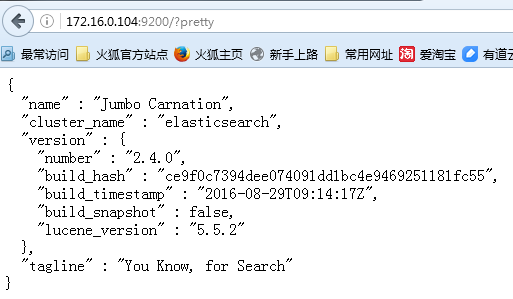 172.16.0.104:9200/?pretty
最常访问 火狐官方站点 火狐主页 新手上路 常用网址 淘 爱淘宝 有道云
{
"name" : "Jumbo Carnation",
"cluster_name" : "elasticsearch",
"version" : {
"number" : "2.4.0",
"build_hash" : "ce9f0c7394dee074091dd1bc4e9469251181fc55",
"build_timestamp" : "2016-08-29T09:14:17Z",
"build_snapshot" : false,
"lucene_version" : "5.5.2"
},
"tagline" : "You Know, for Search"
}